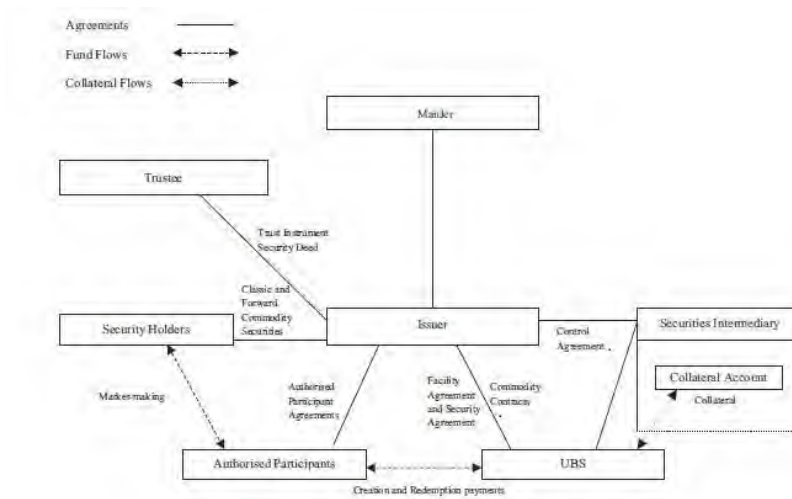 Agreements
Fund Flows
Collateral Flows
Trustee
Trust Instrument
Security Deed
Classic and
Forward
Commodity
Securities
Security Holders
Issuer
Securities Intermediary
Control
Agreement
Collateral Account
Collateral
Market-making
Authorised
Participant
Agreements
Facility
Agreement
and Security
Agreement
Commodity
Contracts
Authorised Participants
UBS
Creation and Redemption payments